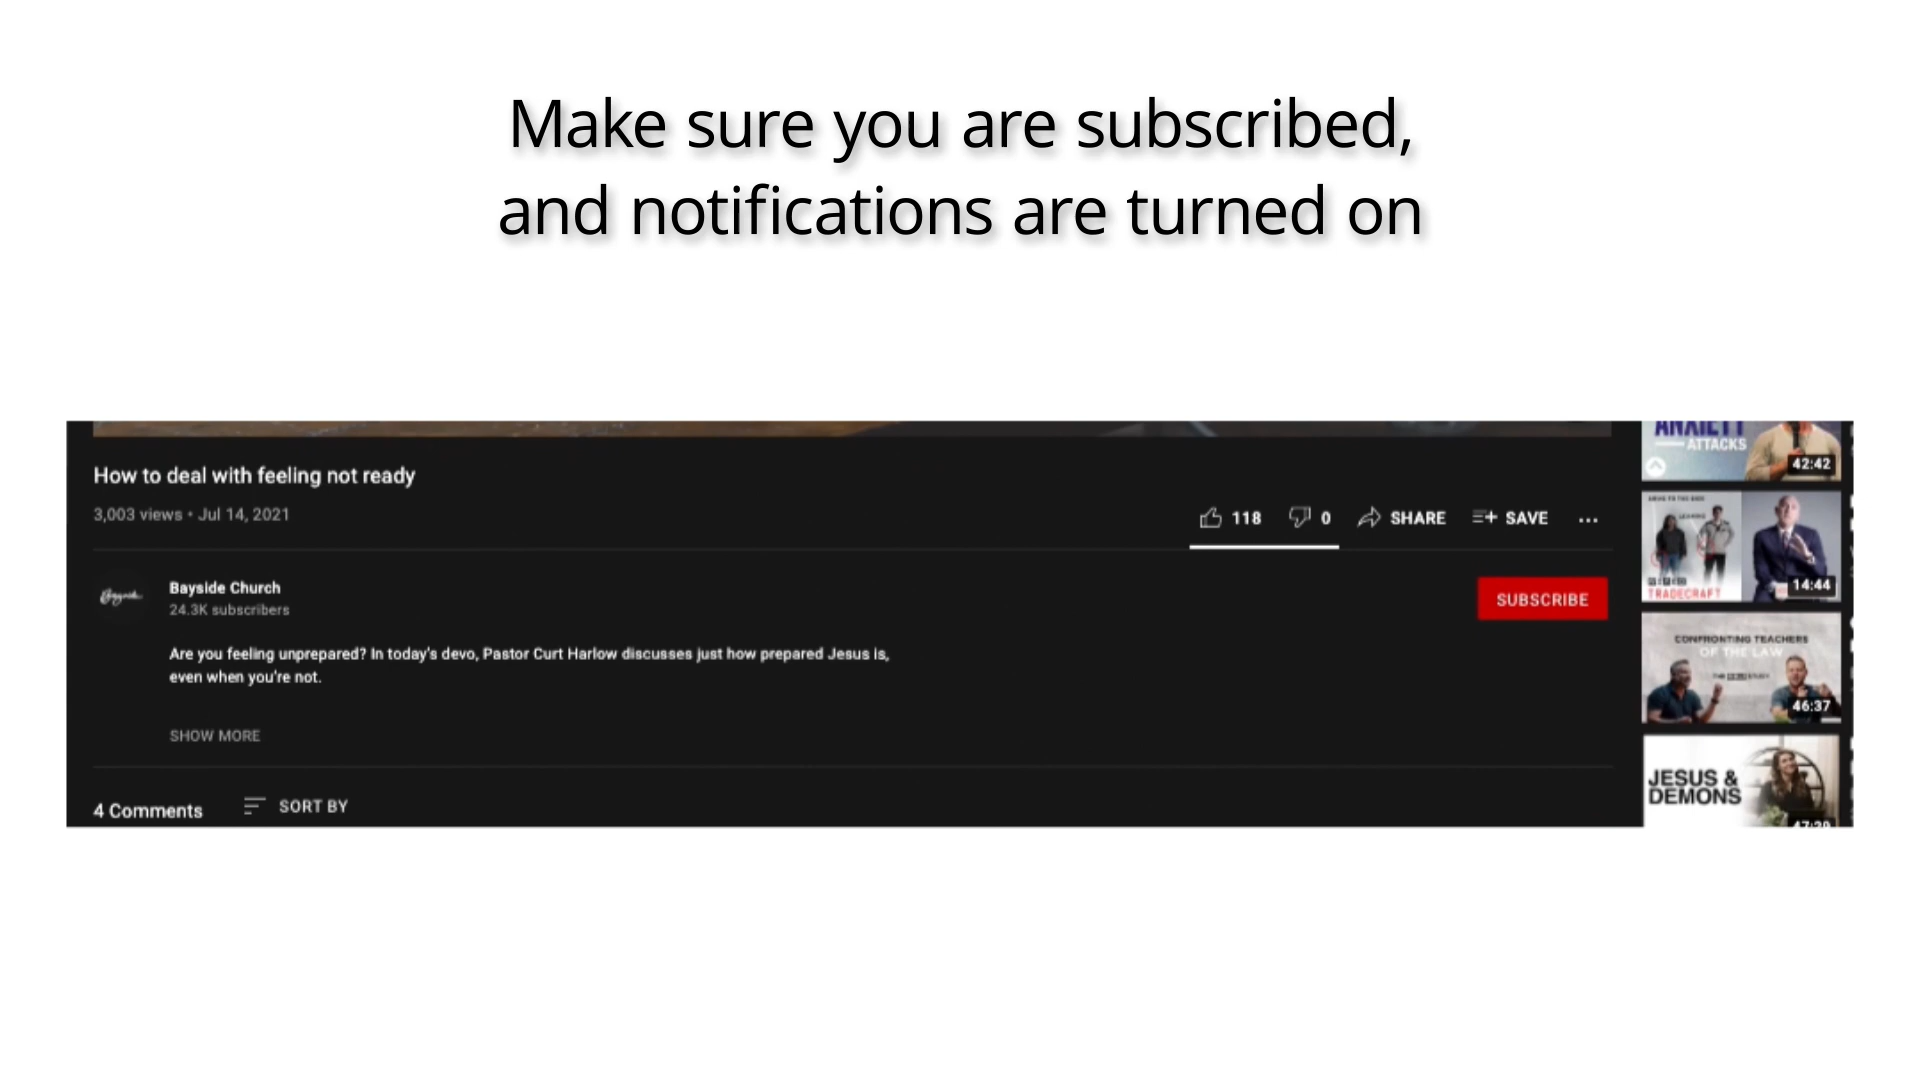 Make sure you are subscribed,
and notifications are turned on
How to deal with feeling not ready
3,003 views • Jul 14, 2021
118 0 SHARE SAVE ...
Bayside Church
24.3K subscribers
SUBSCRIBE
Are you feeling unprepared? In today's devo, Pastor Curt Harlow discusses just how prepared Jesus is,
even when you're not.
SHOW MORE
4 Comments SORT BY
ANXIETY
ATTACKS
42:42
14:44
TRADECRAFT
CONFRONTING TEACHERS
OF THE LAW
46:37
JESUS &
DEMONS